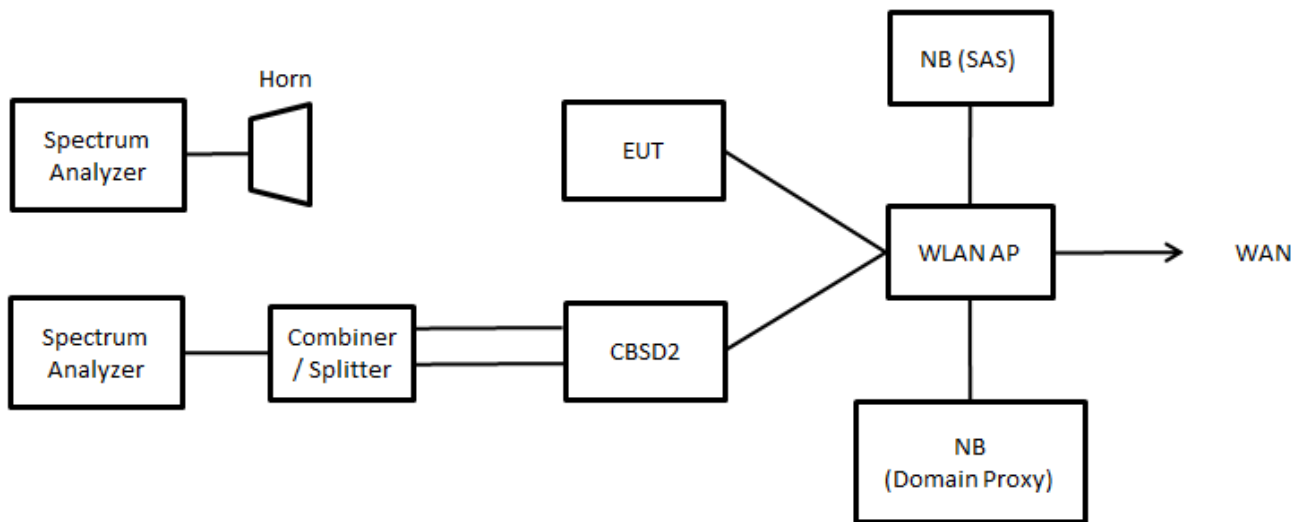 NB (SAS)
Horn
Spectrum
Analyzer
EUT
WLAN AP
WAN
Spectrum
Analyzer
Combiner
/ Splitter
CBSD2
NB
(Domain Proxy)